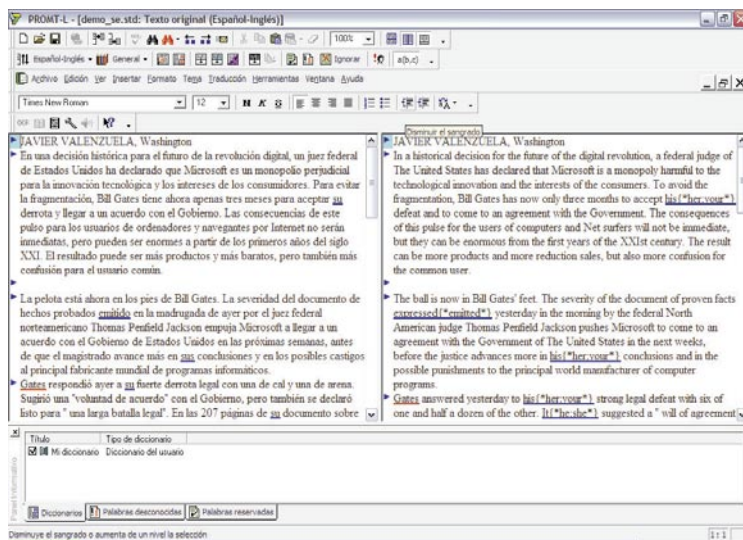 PROMT-L - [demo_se.std: Texto original (Español-Inglés)]
100%
Español-Inglés General Ignorar a(b,c)
Archivo Edición Ver Insertar Formato Tema Traducción Herramientas Ventana Ayuda
Times New Roman 12 N K S
Disminuir el sangrado
JAVIER VALENZUELA, Washington
En una decisión histórica para el futuro de la revolución digital, un juez federal
de Estados Unidos ha declarado que Microsoft es un monopolio perjudicial
para la innovación tecnológica y los intereses de los consumidores. Para evitar
la fragmentación, Bill Gates tiene ahora apenas tres meses para aceptar su
derrota y llegar a un acuerdo con el Gobierno. Las consecuencias de este
pulso para los usuarios de ordenadores y navegantes por Internet no serán
inmediatas, pero pueden ser enormes a partir de los primeros años del siglo
XXI. El resultado puede ser más productos y más baratos, pero también más
confusión para el usuario común.
La pelota está ahora en los pies de Bill Gates. La severidad del documento de
hechos probados emitido en la madrugada de ayer por el juez federal
norteamericano Thomas Penfield Jackson empuja Microsoft a llegar a un
acuerdo con el Gobierno de Estados Unidos en las próximas semanas, antes
de que el magistrado avance más en sus conclusiones y en los posibles castigos
al principal fabricante mundial de programas informáticos.
Gates respondió ayer a su fuerte derrota legal con una de cal y una de arena.
Sugirió una "voluntad de acuerdo" con el Gobierno, pero también se declaró
listo para " una larga batalla legal". En las 207 páginas de su documento sobre
JAVIER VALENZUELA, Washington
In a historical decision for the future of the digital revolution, a federal judge of
The United States has declared that Microsoft is a monopoly harmful to the
technological innovation and the interests of the consumers. To avoid the
fragmentation, Bill Gates has now only three months to accept his{*her;your*}
defeat and to come to an agreement with the Government. The consequences
of this pulse for the users of computers and Net surfers will not be immediate,
but they can be enormous from the first years of the XXIst century. The result
can be more products and more reduction sales, but also more confusion for
the common user.
The ball is now in Bill Gates' feet. The severity of the document of proven facts
expressed{*emitted*} yesterday in the morning by the federal North
American judge Thomas Penfield Jackson pushes Microsoft to come to an
agreement with the Government of The United States in the next weeks,
before the justice advances more in his{*her;your*} conclusions and in the
possible punishments to the principal world manufacturer of computer
programs.
Gates answered yesterday to his{*her;your*} strong legal defeat with six of
one and half a dozen of the other. It{*he;she*} suggested a " will of agreement
Panel Informativo
Título Tipo de diccionario
Mi diccionario Diccionario del usuario
Diccionarios Palabras desconocidas Palabras reservadas
Disminuye el sangrado o aumenta de un nivel la selección
1:1